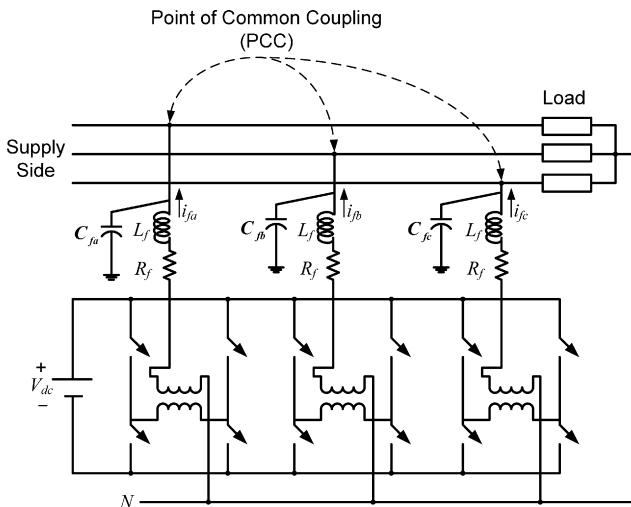 Point of Common Coupling
(PCC)
Load
Supply
Side
i_fa
i_fb
i_fc
C_fa
L_f
C_fb
L_f
C_fc
L_f
R_f
R_f
R_f
+
V_dc
−
N